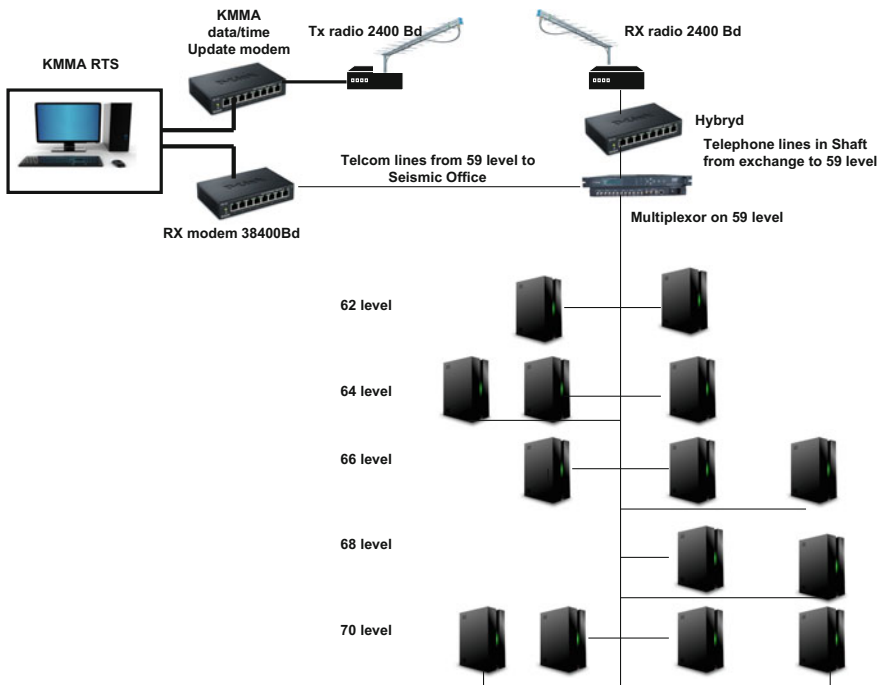 KMMA
data/time
Update modem
Tx radio 2400 Bd
RX radio 2400 Bd
KMMA RTS
Hybryd
Telephone lines in Shaft
from exchange to 59 level
Telcom lines from 59 level to
Seismic Office
RX modem 38400Bd
Multiplexor on 59 level
62 level
64 level
66 level
68 level
70 level